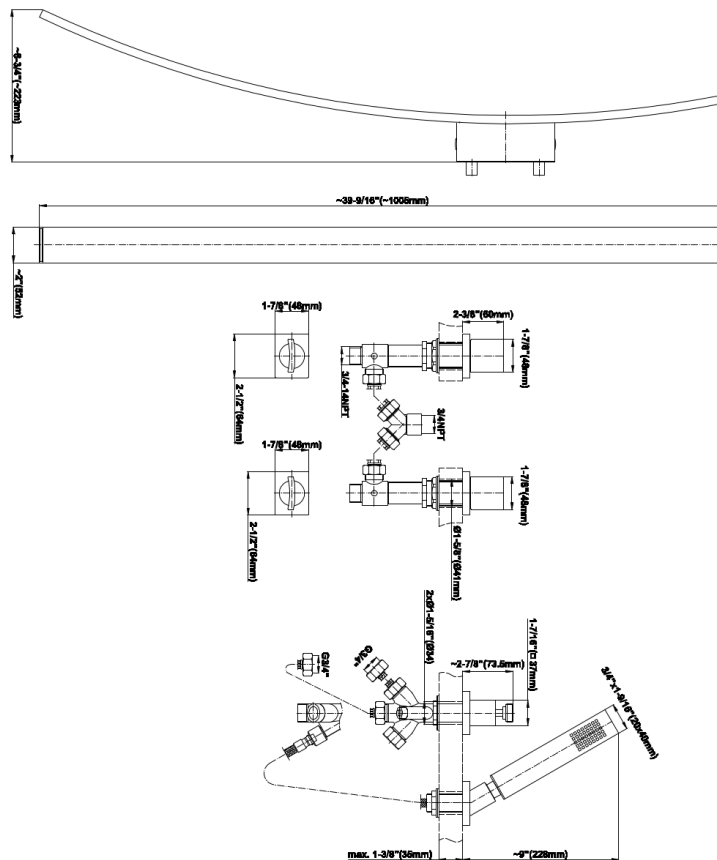 ~8-3/4"(~223mm)
~39-9/16"(~1005mm)
~2"(52mm)
1-7/8"(48mm)
2-3/8"(60mm)
1-7/8"(48mm)
2-1/2"(64mm)
3/4-14NPT
3/4NPT
1-7/8"(48mm)
1-7/8"(48mm)
2-1/2"(64mm)
Ø1-5/8"(Ø41mm)
2xØ1-5/16"(Ø34)
1-7/16"(□37mm)
~2-7/8"(73.5mm)
G3/4"
G3/4"
3/4"x1-9/16"(20x40mm)
max. 1-3/8"(35mm)
~9"(228mm)